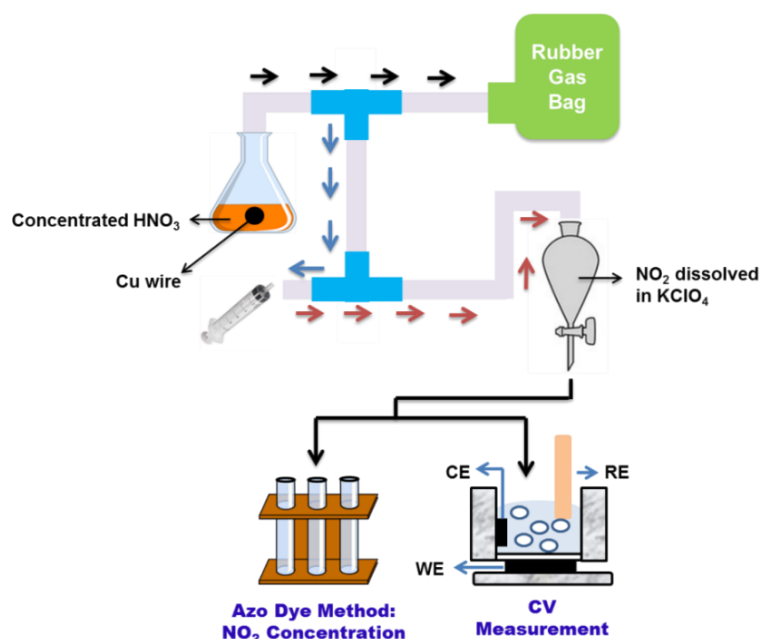 Rubber
Gas
Bag
Concentrated HNO₃
Cu wire
NO₂ dissolved
in KClO₄
CE
RE
WE
Azo Dye Method:
NO₂ Concentration
CV
Measurement